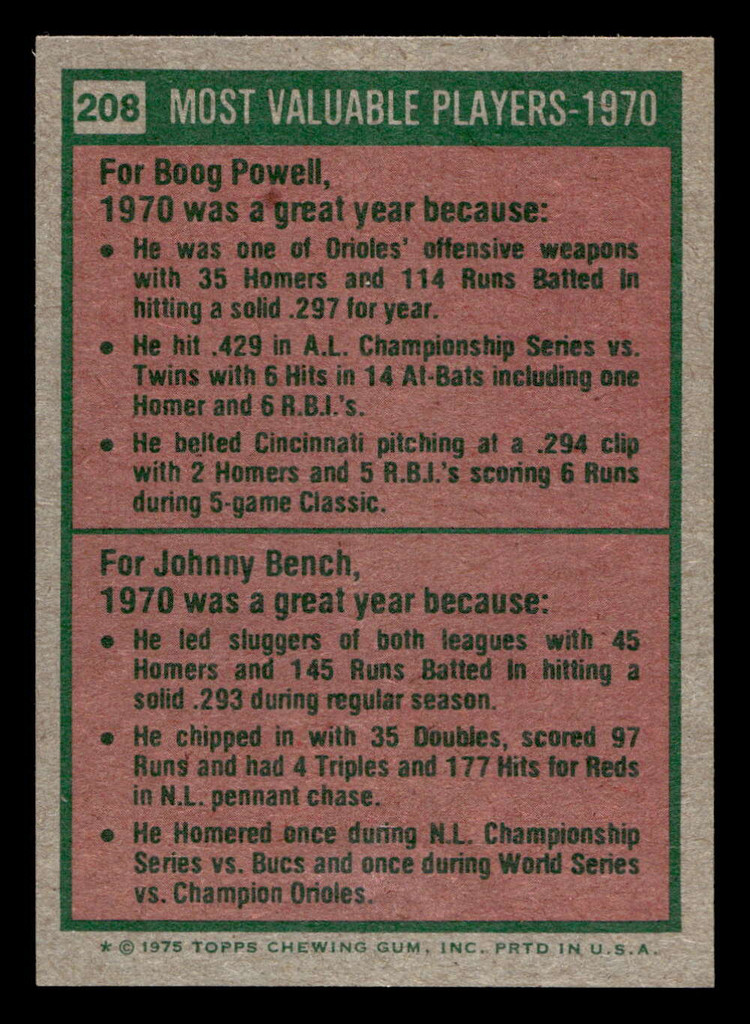 208 MOST VALUABLE PLAYERS-1970
For Boog Powell,
1970 was a great year because:
• He was one of Orioles' offensive weapons
with 35 Homers and 114 Runs Batted In
hitting a solid .297 for year.
• He hit .429 in A.L. Championship Series vs.
Twins with 6 Hits in 14 At-Bats including one
Homer and 6 R.B.I.'s.
• He belted Cincinnati pitching at a .294 clip
with 2 Homers and 5 R.B.I.'s scoring 6 Runs
during 5-game Classic.
For Johnny Bench,
1970 was a great year because:
• He led sluggers of both leagues with 45
Homers and 145 Runs Batted In hitting a
solid .293 during regular season.
• He chipped in with 35 Doubles, scored 97
Runs and had 4 Triples and 177 Hits for Reds
in N.L. pennant chase.
• He Homered once during N.L. Championship
Series vs. Bucs and once during World Series
vs. Champion Orioles.
* © 1975 TOPPS CHEWING GUM, INC. PRTD IN U.S.A.